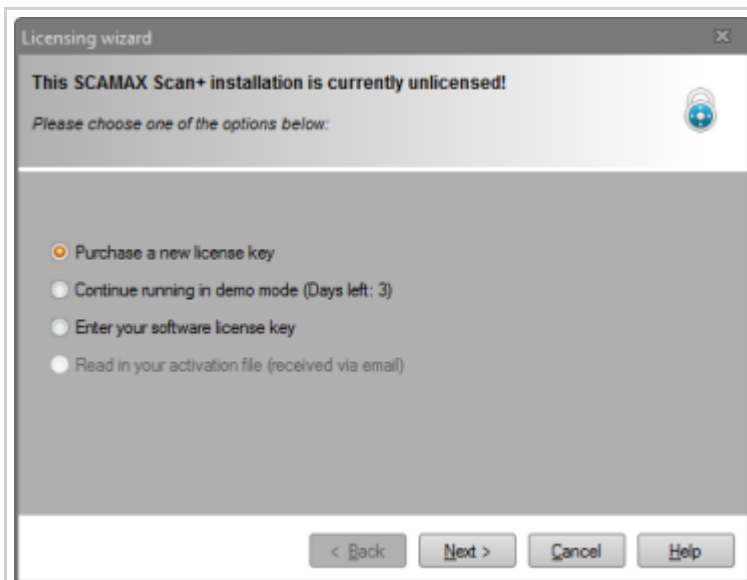 Licensing wizard
This SCAMAX Scan+ installation is currently unlicensed!
Please choose one of the options below:
Purchase a new license key
Continue running in demo mode (Days left: 3)
Enter your software license key
Read in your activation file (received via email)
< Back Next > Cancel Help